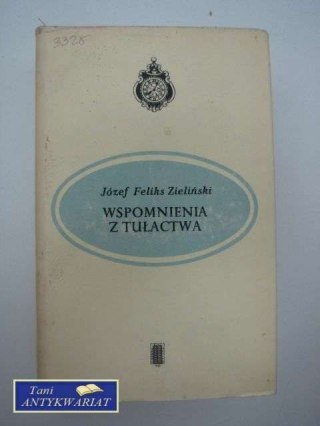 3328
Józef Feliks Zieliński
WSPOMNIENIA
Z TUŁACTWA
Tani
ANTYKWARIAT